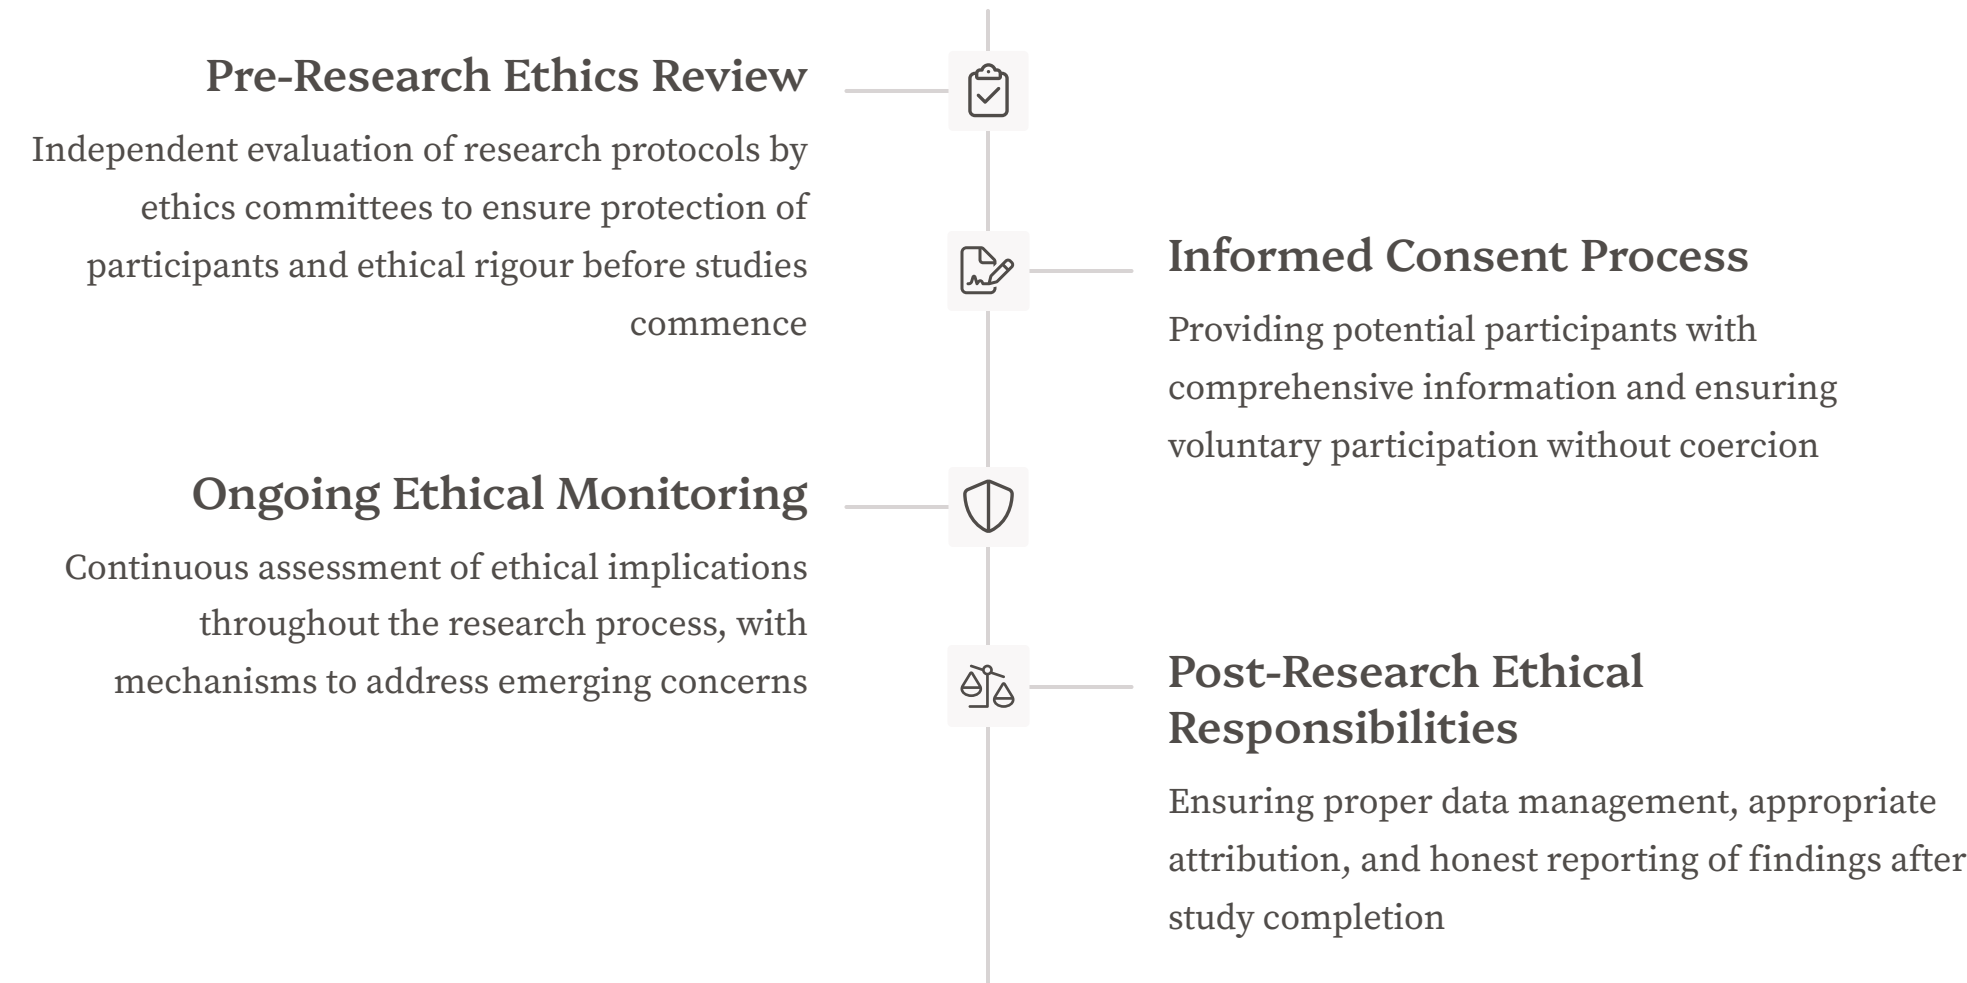 Pre-Research Ethics Review
Independent evaluation of research protocols by
ethics committees to ensure protection of
participants and ethical rigour before studies
commence
Informed Consent Process
Providing potential participants with
comprehensive information and ensuring
voluntary participation without coercion
Ongoing Ethical Monitoring
Continuous assessment of ethical implications
throughout the research process, with
mechanisms to address emerging concerns
Post-Research Ethical
Responsibilities
Ensuring proper data management, appropriate
attribution, and honest reporting of findings after
study completion